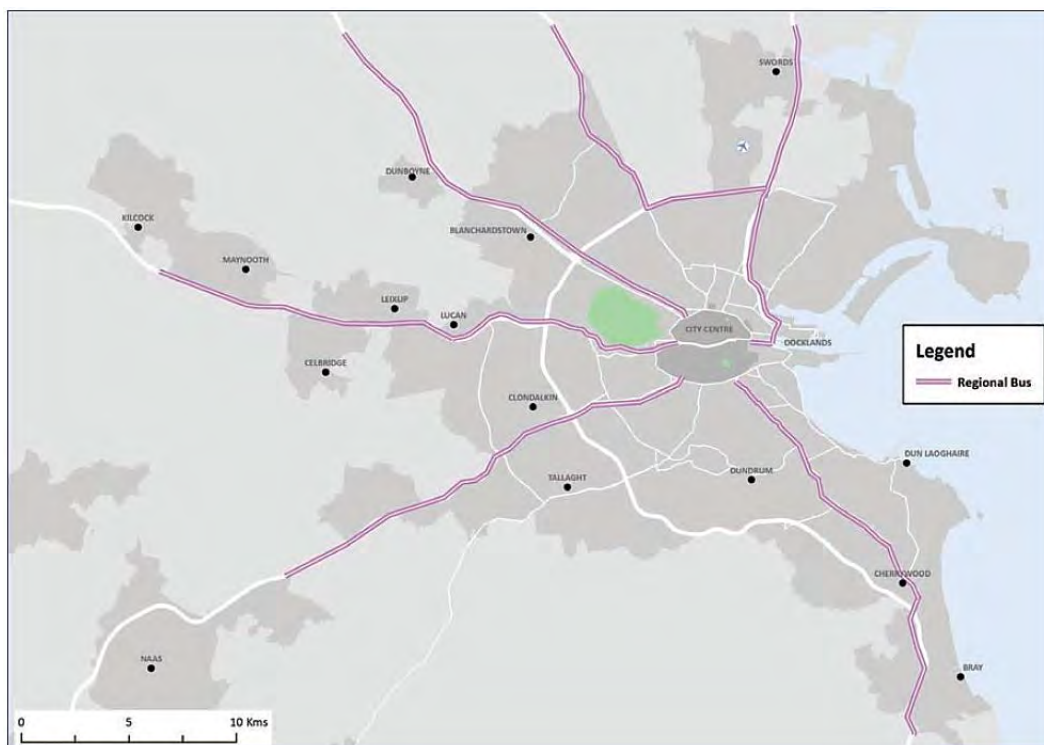 SWORDS
DUNBOYNE
KILCOCK
BLANCHARDSTOWN
MAYNOOTH
LEIXLIP
LUCAN
CITY CENTRE
DOCKLANDS
CELBRIDGE
CLONDALKIN
DUN LAOGHAIRE
DUNDRUM
TALLAGHT
CHERRYWOOD
NAAS
BRAY
Legend
Regional Bus
0 5 10 Kms